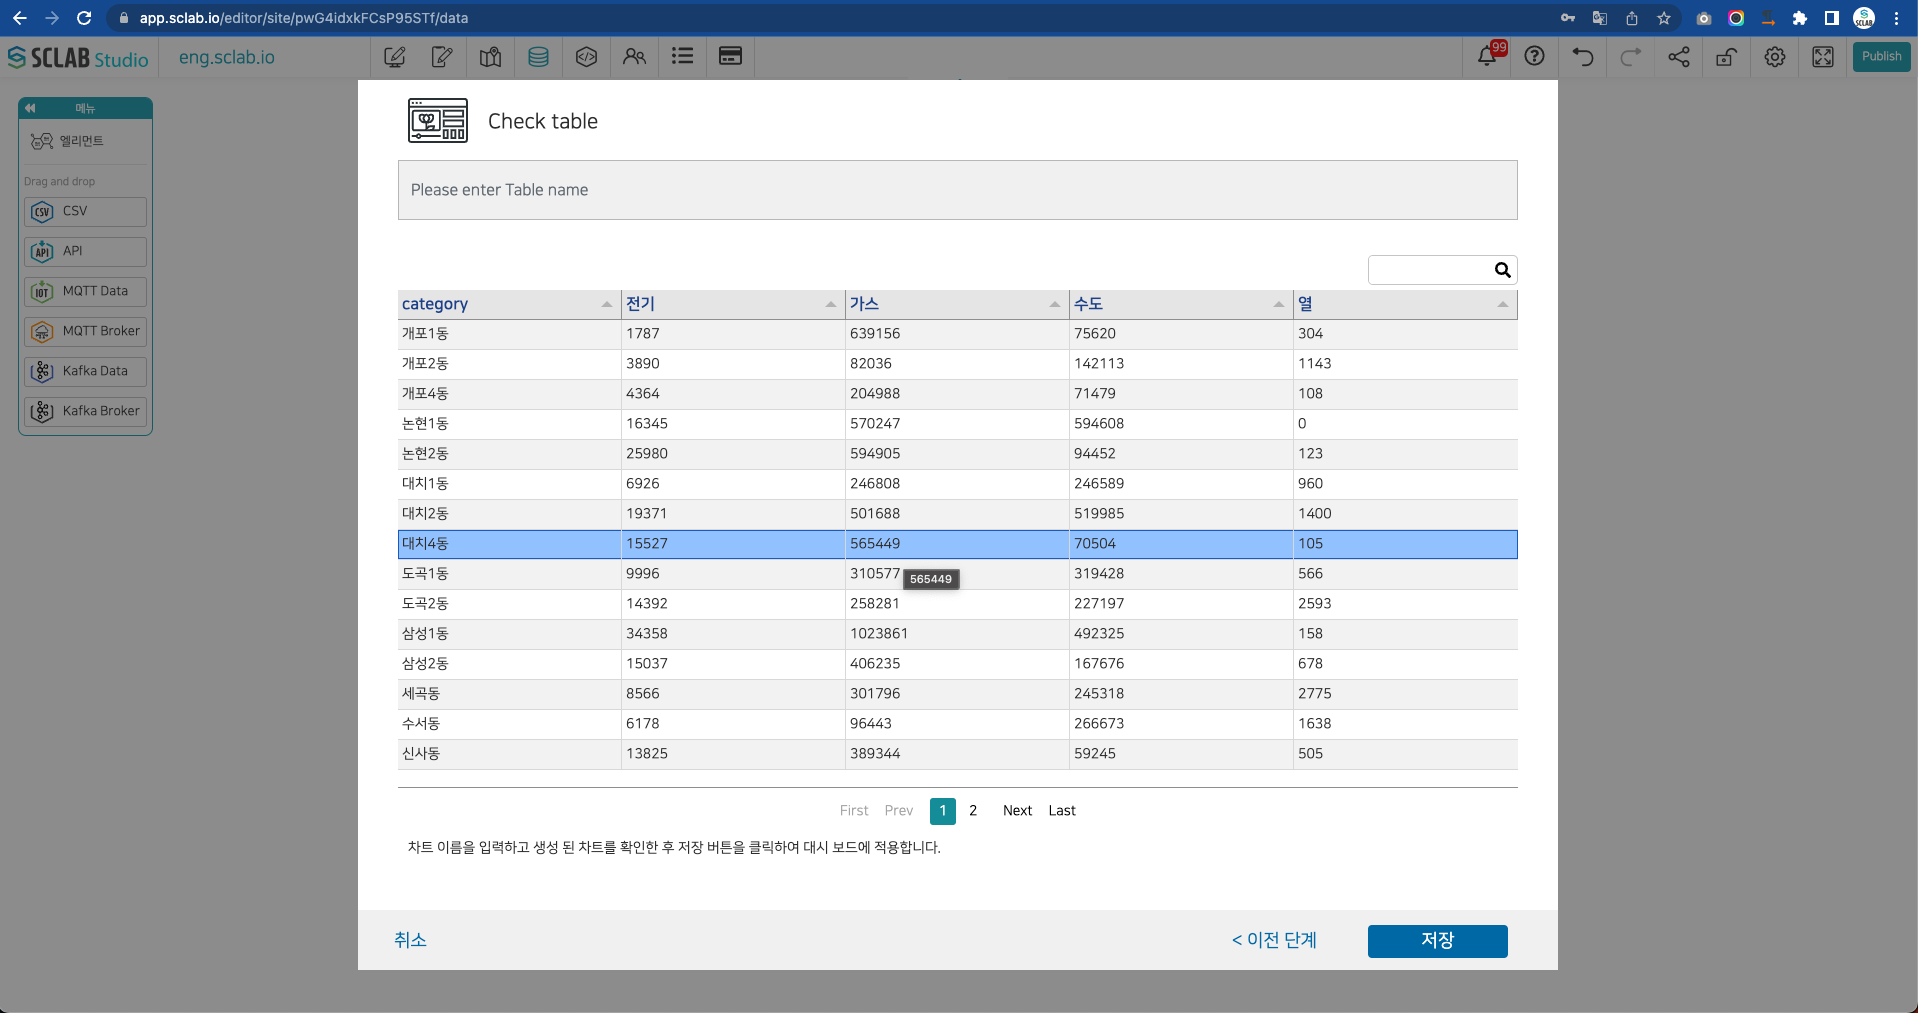 app.sclab.io/editor/site/pwG4idxkFCsP95STf/data
SCLAB Studio
eng.sclab.io
99
Publish
메뉴
엘리먼트
Drag and drop
CSV CSV
API API
IOT MQTT Data
MQTT Broker
Kafka Data
Kafka Broker
Check table
Please enter Table name
category 전기 가스 수도 열
개포1동 1787 639156 75620 304
개포2동 3890 82036 142113 1143
개포4동 4364 204988 71479 108
논현1동 16345 570247 594608 0
논현2동 25980 594905 94452 123
대치1동 6926 246808 246589 960
대치2동 19371 501688 519985 1400
대치4동 15527 565449 70504 105
도곡1동 9996 310577 319428 566
565449
도곡2동 14392 258281 227197 2593
삼성1동 34358 1023861 492325 158
삼성2동 15037 406235 167676 678
세곡동 8566 301796 245318 2775
수서동 6178 96443 266673 1638
신사동 13825 389344 59245 505
First Prev 1 2 Next Last
차트 이름을 입력하고 생성 된 차트를 확인한 후 저장 버튼을 클릭하여 대시 보드에 적용합니다.
취소
< 이전 단계
저장